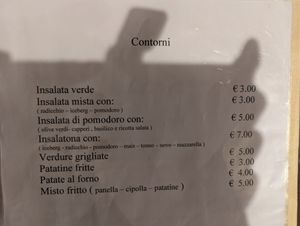 Contorni
Insalata verde € 3.00
Insalata mista con: € 3.00
( radicchio – iceberg – pomodoro )
Insalata di pomodoro con: € 5.00
( olive verdi- capperi , basilico e ricotta salata )
Insalatona con: € 7.00
( iceberg - radicchio – pomodoro – mais – tonno – uovo – mozzarella )
Verdure grigliate € 5.00
Patatine fritte € 3.00
Patate al forno € 4.00
Misto fritto ( panella – cipolla – patatine ) € 5.00